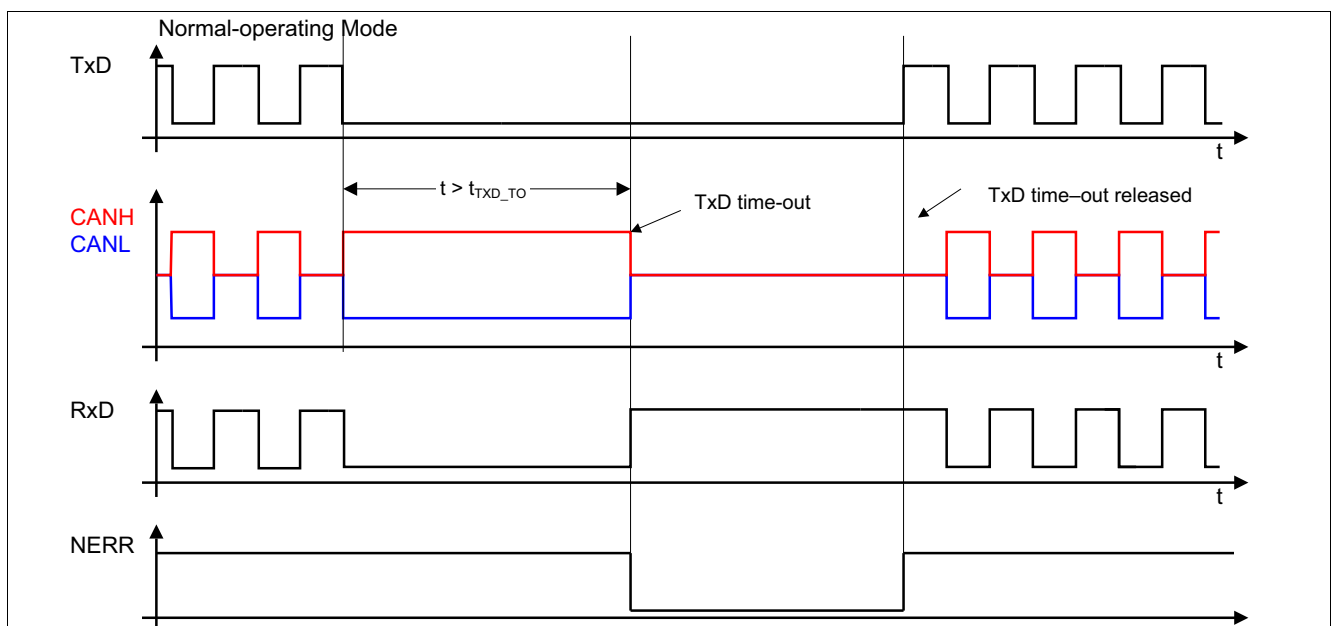 Normal-operating Mode
TxD
t
t > tTXD_TO
TxD time-out
TxD time–out released
CANH
CANL
t
RxD
t
NERR